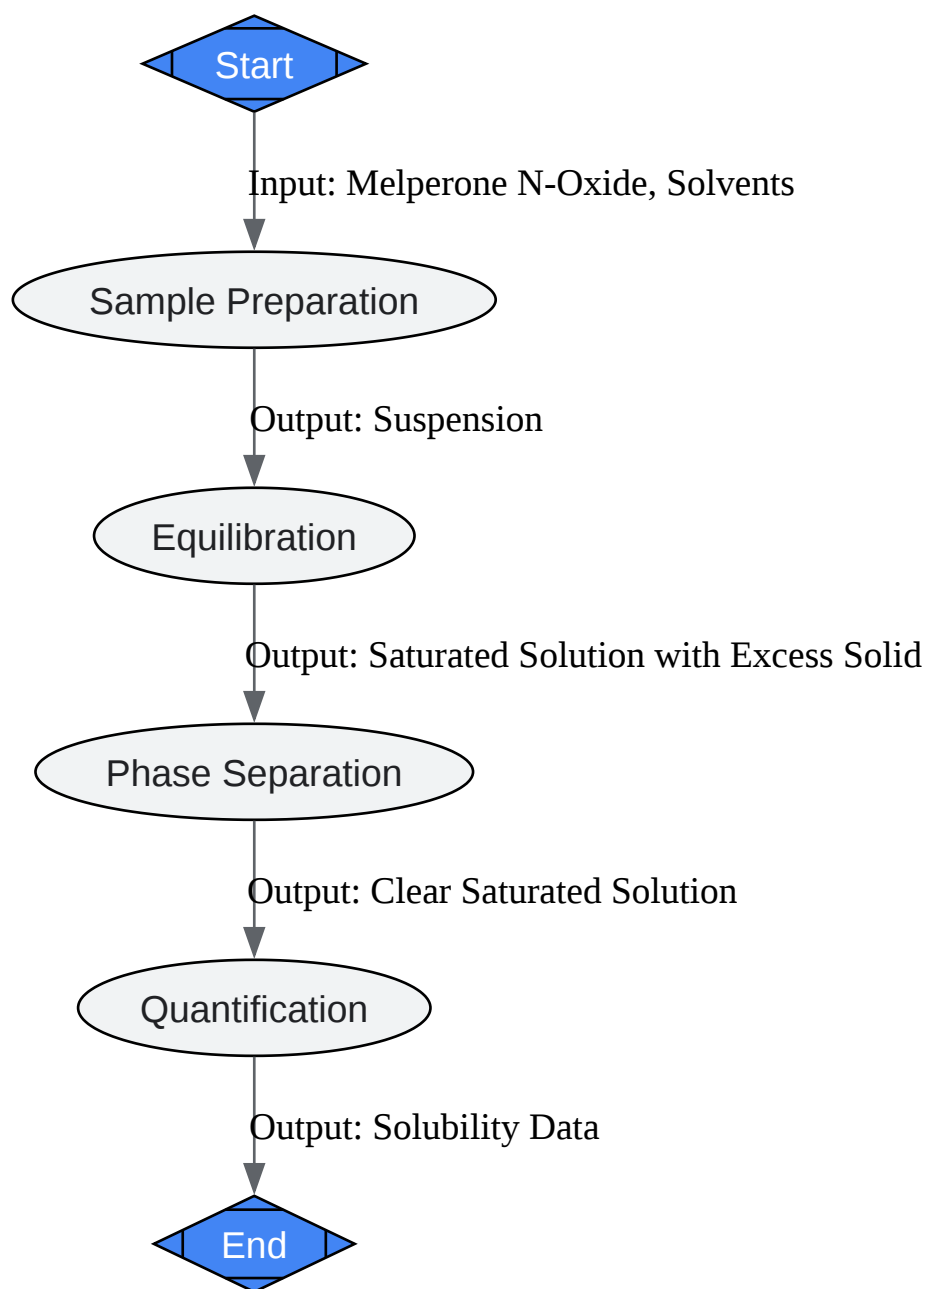 Start
Input: Melperone N-Oxide, Solvents
Sample Preparation
Output: Suspension
Equilibration
Output: Saturated Solution with Excess Solid
Phase Separation
Output: Clear Saturated Solution
Quantification
Output: Solubility Data
End